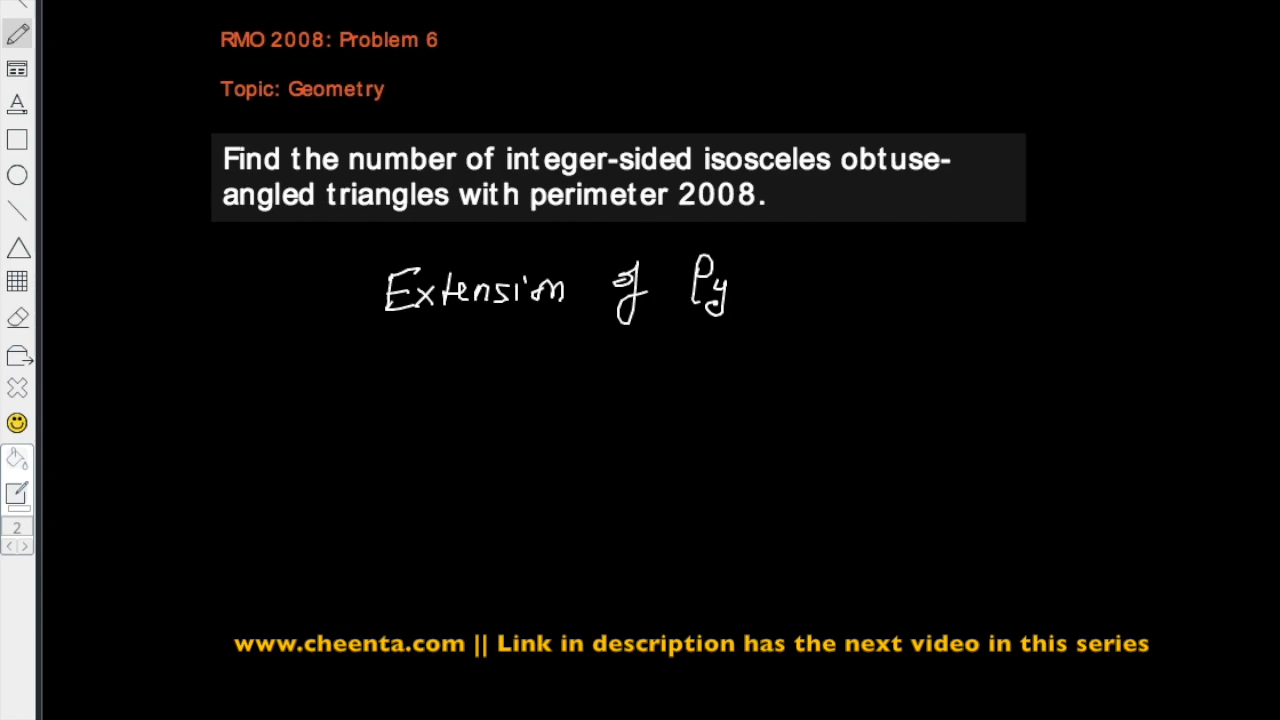 RMO 2008: Problem 6
Topic: Geometry
Find the number of integer-sided isosceles obtuse-
angled triangles with perimeter 2008.
Extension of Py
A
2
www.cheenta.com || Link in description has the next video in this series